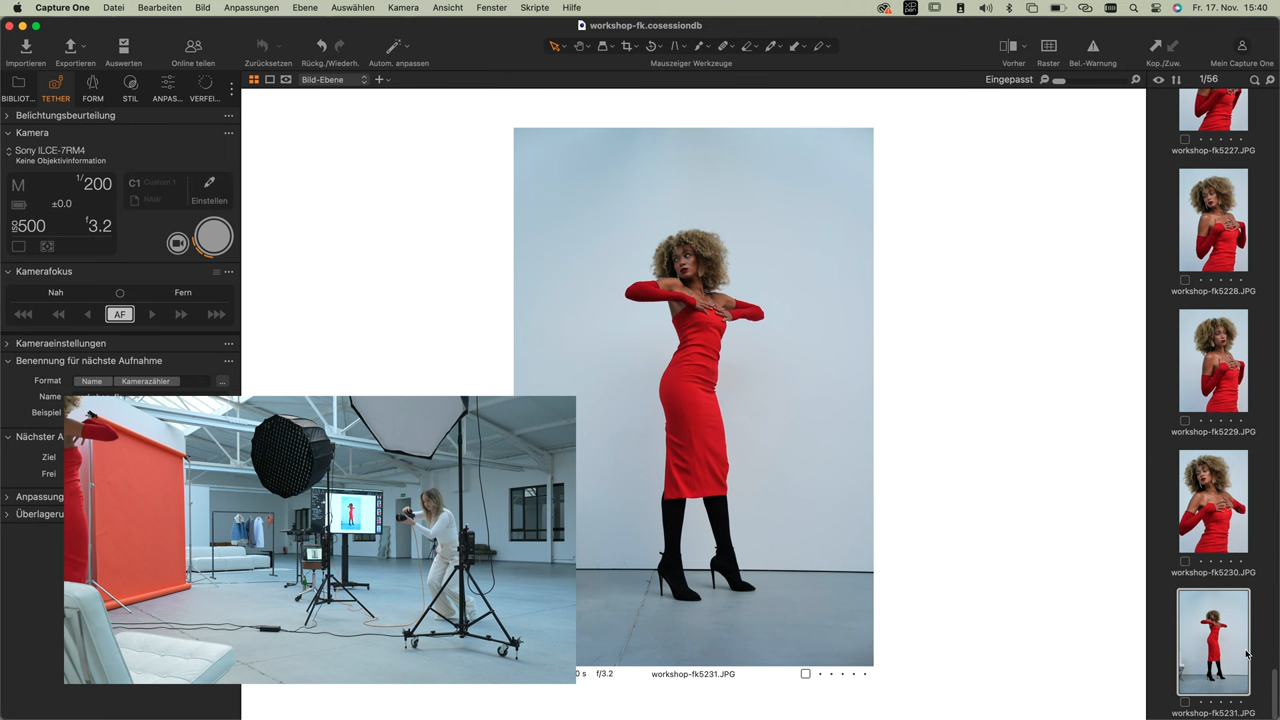 Capture One Datei Bearbeiten Bild Anpassungen Ebene Auswählen Kamera Ansicht Fenster Skripte Hilfe
Fr. 17. Nov. 15:40
workshop-fk.cosessiondb
Importieren Exportieren Auswerten Online teilen Zurücksetzen Rückg./Wiederh. Autom. anpassen Mauszeiger Werkzeuge Vorher Raster Bel.-Warnung Kop./Zuw. Mein Capture One
BIBLIOT... TETHER FORM STIL ANPAS... VERFEI...
Bild-Ebene
Eingepasst
1/56
Belichtungsbeurteilung
Kamera
Sony ILCE-7RM4
Keine Objektivinformation
M 1/200
±0.0
ISO 500 f3.2
C1 Custom 1
RAW
Einstellen
Kamerafokus
Nah Fern
AF
Kameraeinstellungen
Benennung für nächste Aufnahme
Format Name Kamerazähler ...
Name
Beispiel
Nächster A
Ziel
Frei
Anpassung
Überlageru
0 s f/3.2 workshop-fk5231.JPG
workshop-fk5227.JPG
workshop-fk5228.JPG
workshop-fk5229.JPG
workshop-fk5230.JPG
workshop-fk5231.JPG